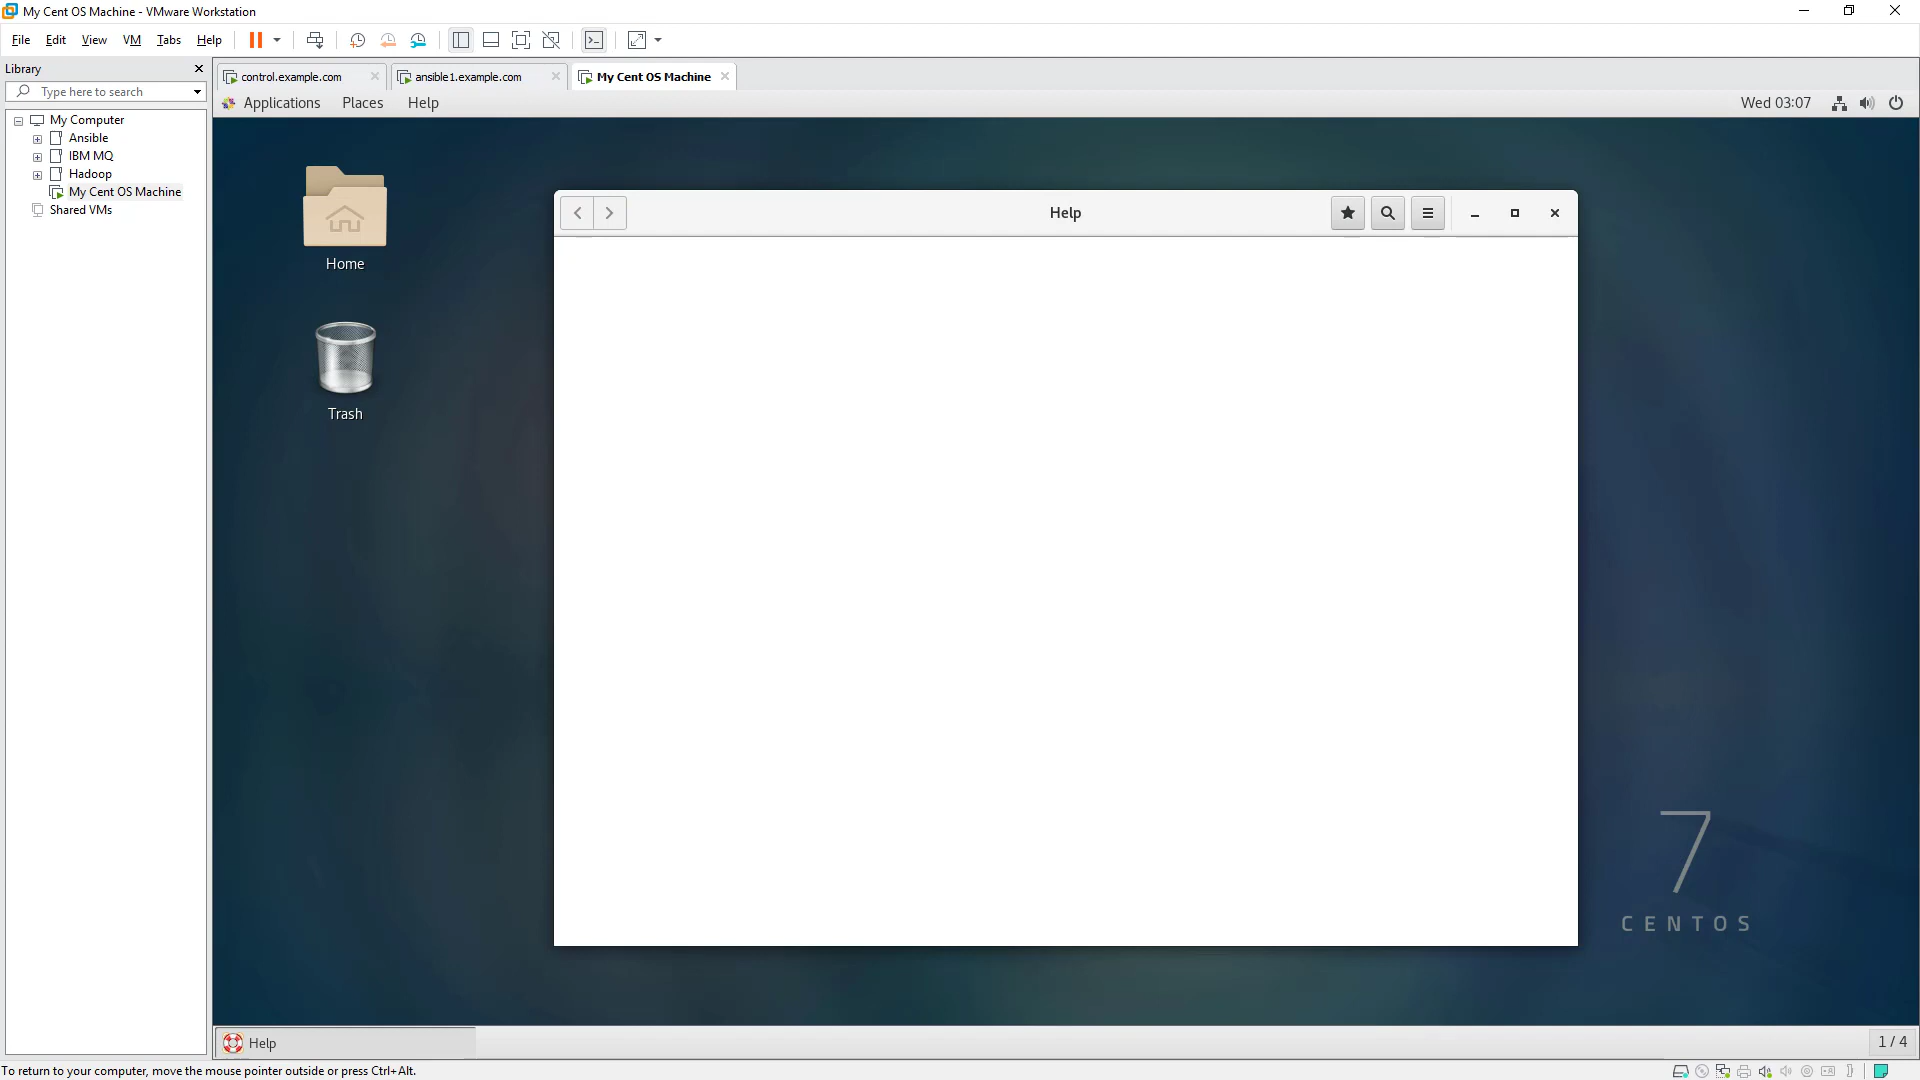 My Cent OS Machine - VMware Workstation
File Edit View VM Tabs Help
Library
Type here to search
My Computer
Ansible
IBM MQ
Hadoop
My Cent OS Machine
Shared VMs
control.example.com ansible1.example.com My Cent OS Machine
Applications Places Help Wed 03:07
Home
Trash
Help
7
CENTOS
Help 1 / 4
To return to your computer, move the mouse pointer outside or press Ctrl+Alt.